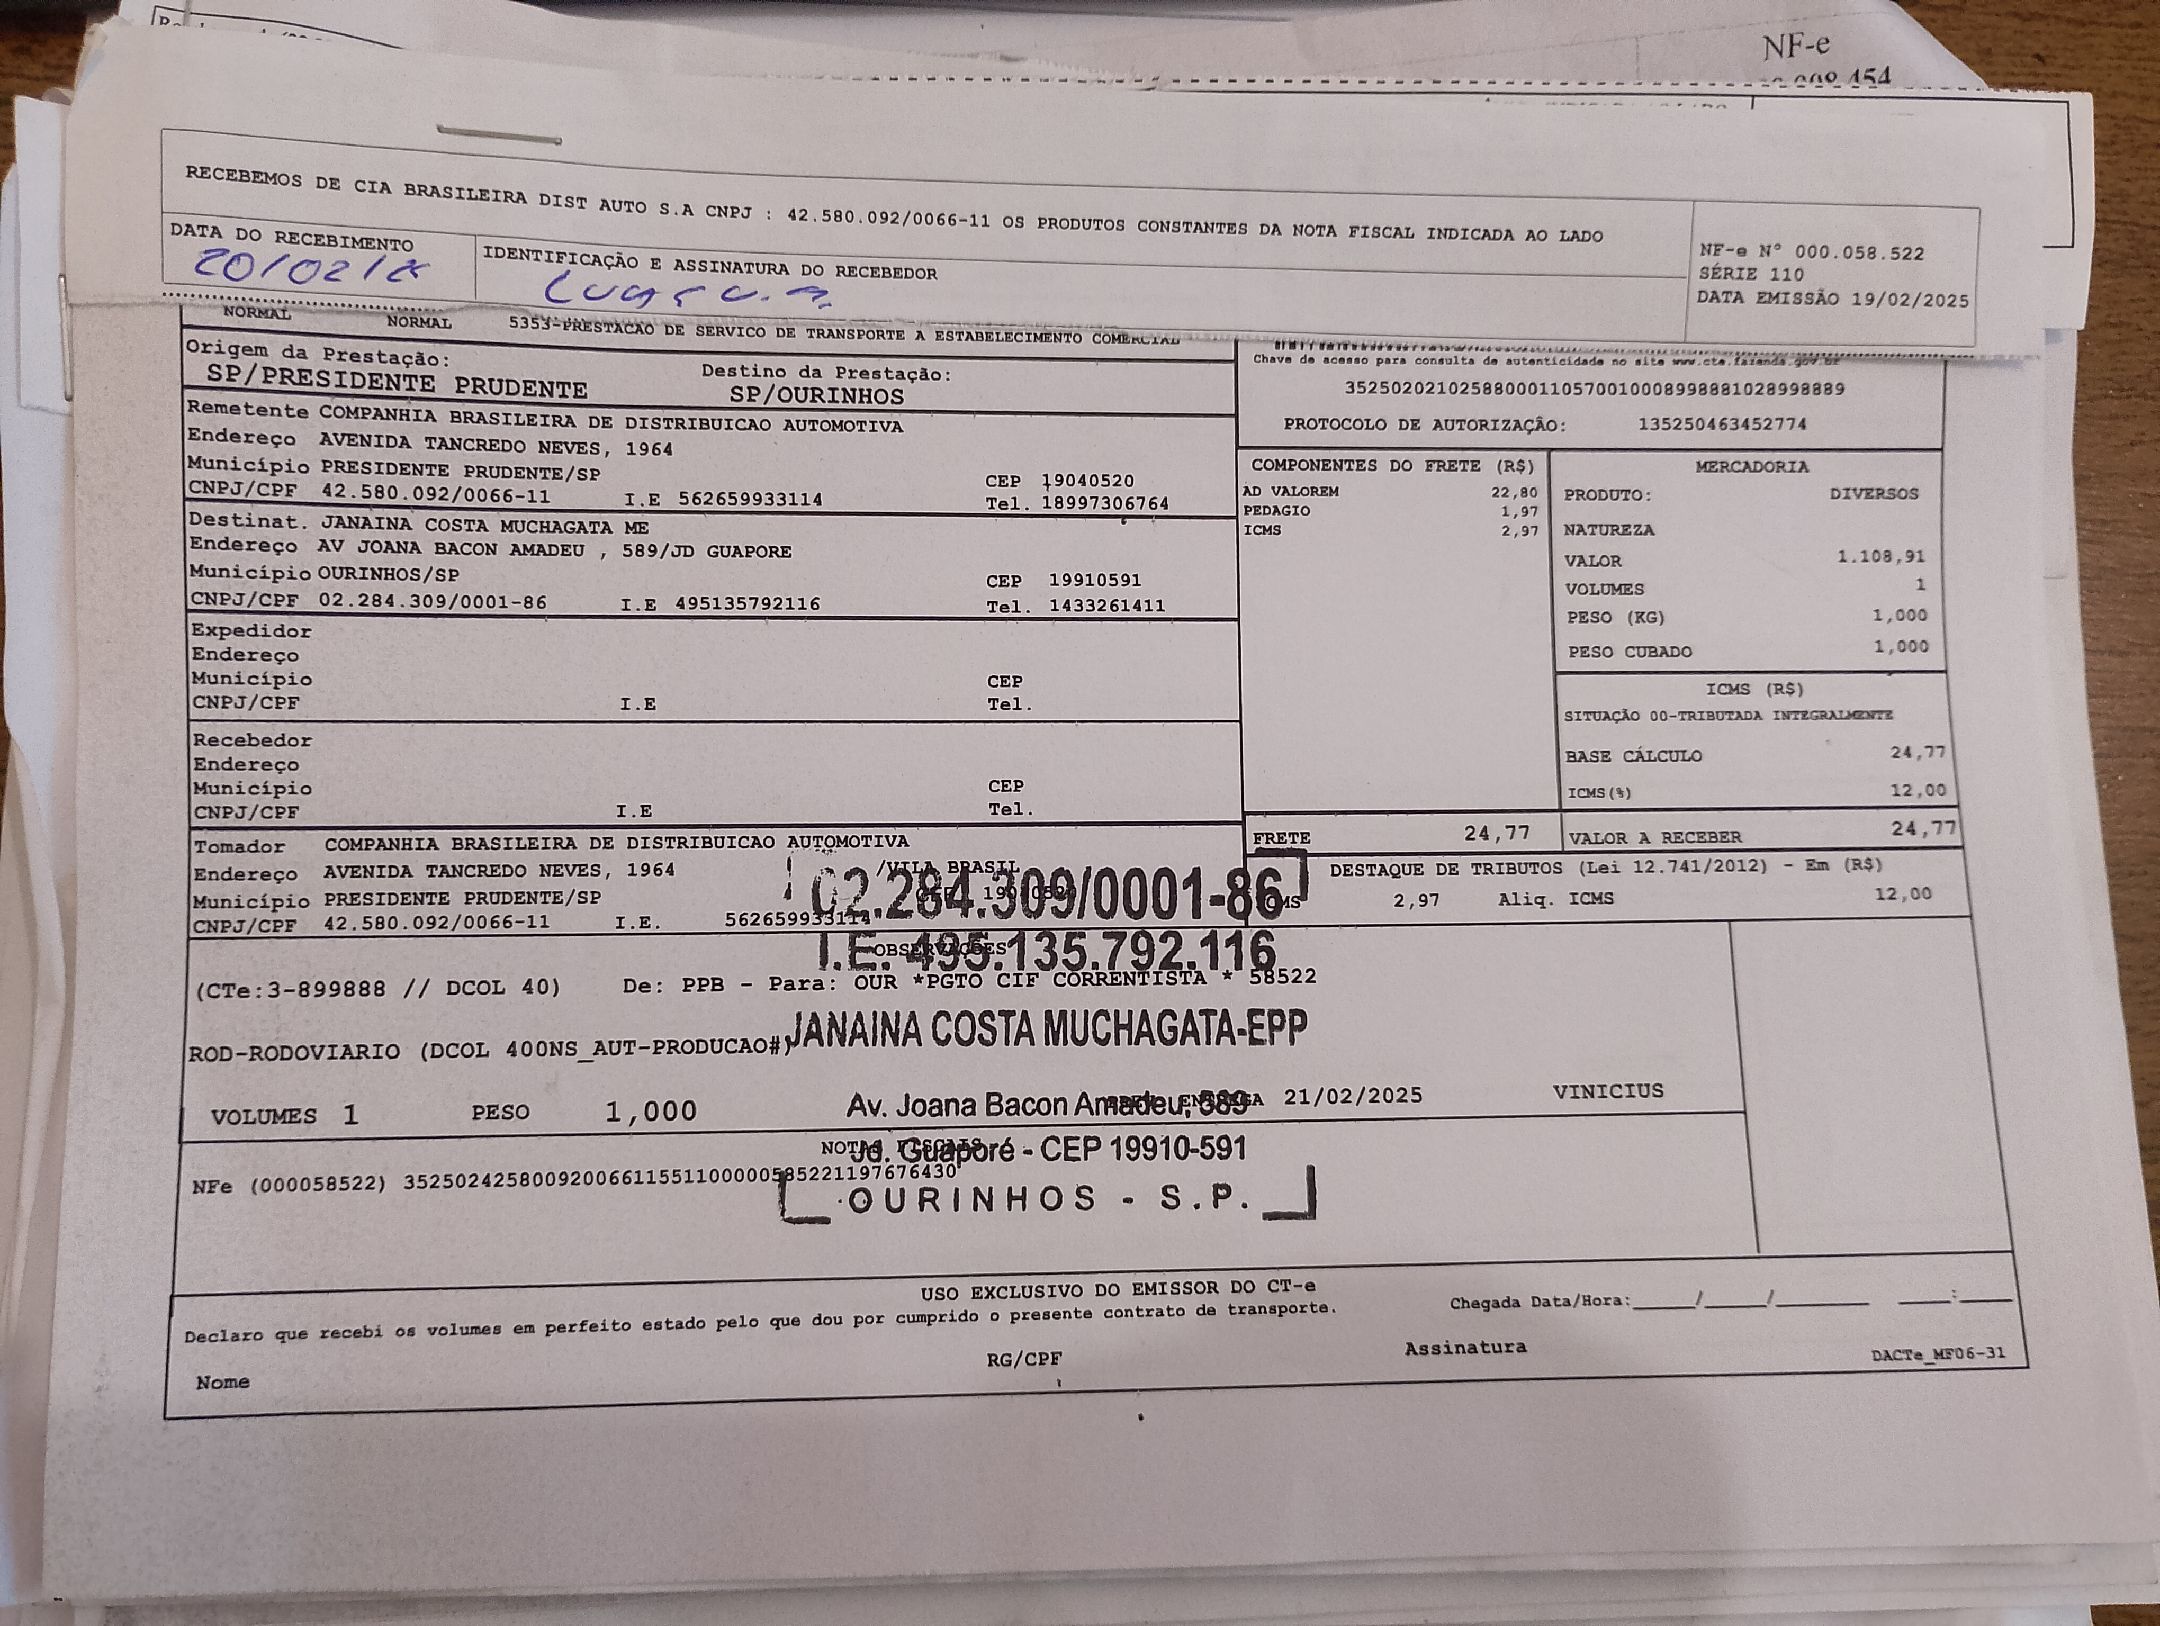 NF-e
RECEBEMOS DE CIA BRASILEIRA DIST AUTO S.A CNPJ : 42.580.092/0066-11 OS PRODUTOS CONSTANTES DA NOTA FISCAL INDICADA AO LADO
DATA DO RECEBIMENTO
20/02/
IDENTIFICAÇÃO E ASSINATURA DO RECEBEDOR
NF-e N° 000.058.522
SÉRIE 110
DATA EMISSÃO 19/02/2025
NORMAL NORMAL 5353-PRESTACAO DE SERVICO DE TRANSPORTE A ESTABELECIMENTO COMERCIAL
Origem da Prestação:
SP/PRESIDENTE PRUDENTE
Destino da Prestação:
SP/OURINHOS
Chave de acesso para consulta de autenticidade no site www.cte.fazenda.gov.br
35250202102588000110570010008998881028998889
PROTOCOLO DE AUTORIZAÇÃO: 135250463452774
Remetente COMPANHIA BRASILEIRA DE DISTRIBUICAO AUTOMOTIVA
Endereço AVENIDA TANCREDO NEVES, 1964
Município PRESIDENTE PRUDENTE/SP CEP 19040520
CNPJ/CPF 42.580.092/0066-11 I.E 562659933114 Tel. 18997306764
Destinat. JANAINA COSTA MUCHAGATA ME
Endereço AV JOANA BACON AMADEU , 589/JD GUAPORE
Município OURINHOS/SP CEP 19910591
CNPJ/CPF 02.284.309/0001-86 I.E 495135792116 Tel. 1433261411
Expedidor
Endereço
Município CEP
CNPJ/CPF I.E Tel.
Recebedor
Endereço
Município CEP
CNPJ/CPF I.E Tel.
COMPONENTES DO FRETE (R$)
AD VALOREM 22,80
PEDAGIO 1,97
ICMS 2,97
MERCADORIA
PRODUTO: DIVERSOS
NATUREZA
VALOR 1.108,91
VOLUMES 1
PESO (KG) 1,000
PESO CUBADO 1,000
ICMS (R$)
SITUAÇÃO 00-TRIBUTADA INTEGRALMENTE
BASE CÁLCULO 24,77
ICMS(%) 12,00
FRETE 24,77 VALOR A RECEBER 24,77
Tomador COMPANHIA BRASILEIRA DE DISTRIBUICAO AUTOMOTIVA
Endereço AVENIDA TANCREDO NEVES, 1964 /VILA BRASIL
Município PRESIDENTE PRUDENTE/SP
CNPJ/CPF 42.580.092/0066-11 I.E. 562659933114
DESTAQUE DE TRIBUTOS (Lei 12.741/2012) - Em (R$)
2,97 Aliq. ICMS 12,00
02.284.309/0001-86
I.E. 495.135.792.116
OBSERVAÇÕES
(CTe:3-899888 // DCOL 40) De: PPB - Para: OUR *PGTO CIF CORRENTISTA * 58522
JANAINA COSTA MUCHAGATA-EPP
ROD-RODOVIARIO (DCOL 400NS_AUT-PRODUCAO#)
Av. Joana Bacon Amadeu, 589
VOLUMES 1 PESO 1,000 ENTREGA 21/02/2025 VINICIUS
NOTAS FISCAIS
Jd. Guaporé - CEP 19910-591
NFe (000058522) 35250242580092006611551100000585221197676430
OURINHOS - S.P.
USO EXCLUSIVO DO EMISSOR DO CT-e
Declaro que recebi os volumes em perfeito estado pelo que dou por cumprido o presente contrato de transporte.
Chegada Data/Hora:_____/_____/_______ ____:____
Nome RG/CPF Assinatura
DACTe_MF06-31